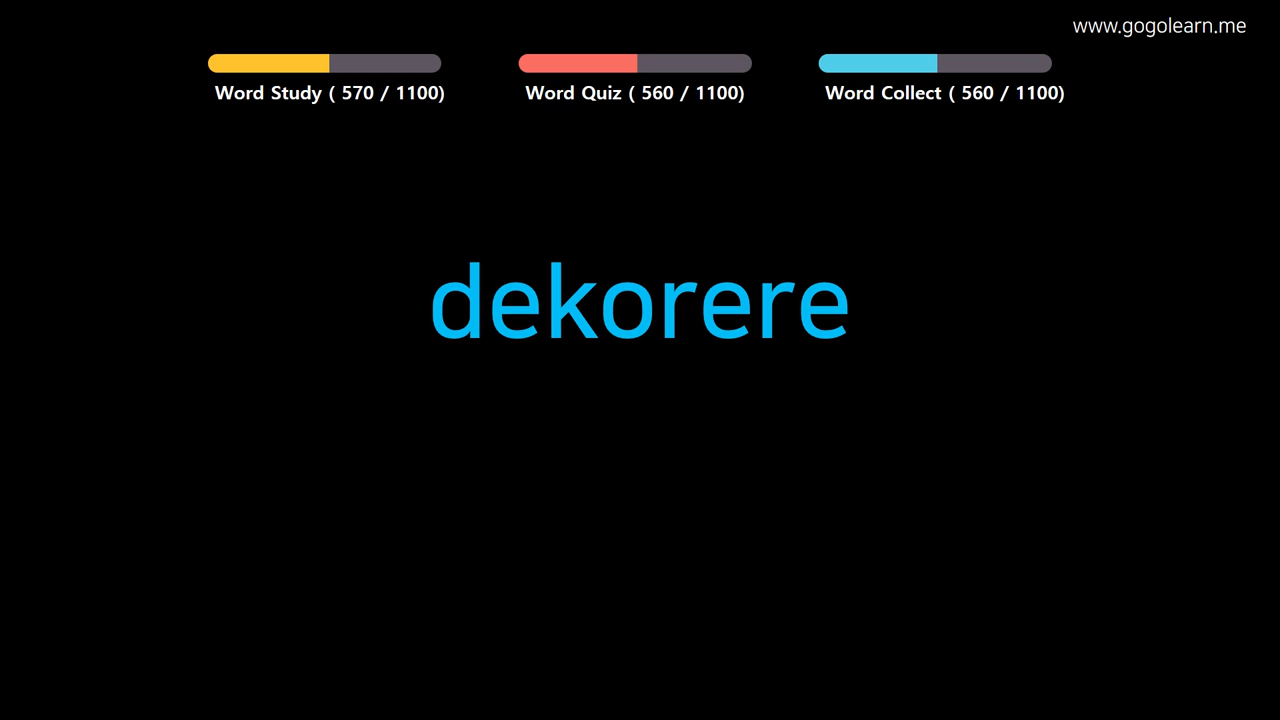 www.gogolearn.me
Word Study ( 570 / 1100)
Word Quiz ( 560 / 1100)
Word Collect ( 560 / 1100)
dekorere